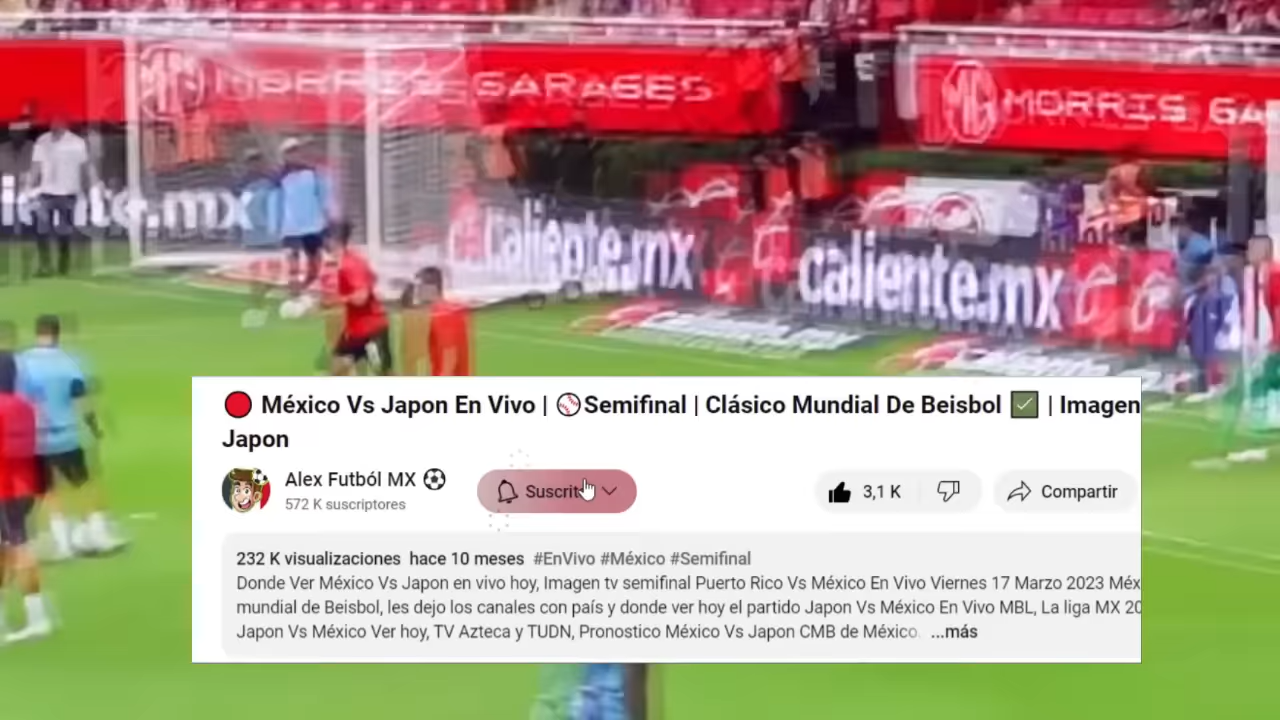 MORRIS GARAGES
MG MORRIS GA
caliente.mx
caliente.mx
🔴 México Vs Japon En Vivo | ⚾Semifinal | Clásico Mundial De Beisbol ✅ | Imagen
Japon
Alex Futból MX ⚽
572 K suscriptores
Suscrit
3,1 K
Compartir
232 K visualizaciones hace 10 meses #EnVivo #México #Semifinal
Donde Ver México Vs Japon en vivo hoy, Imagen tv semifinal Puerto Rico Vs México En Vivo Viernes 17 Marzo 2023 Méx
mundial de Beisbol, les dejo los canales con país y donde ver hoy el partido Japon Vs México En Vivo MBL, La liga MX 20
Japon Vs México Ver hoy, TV Azteca y TUDN, Pronostico México Vs Japon CMB de México. ...más